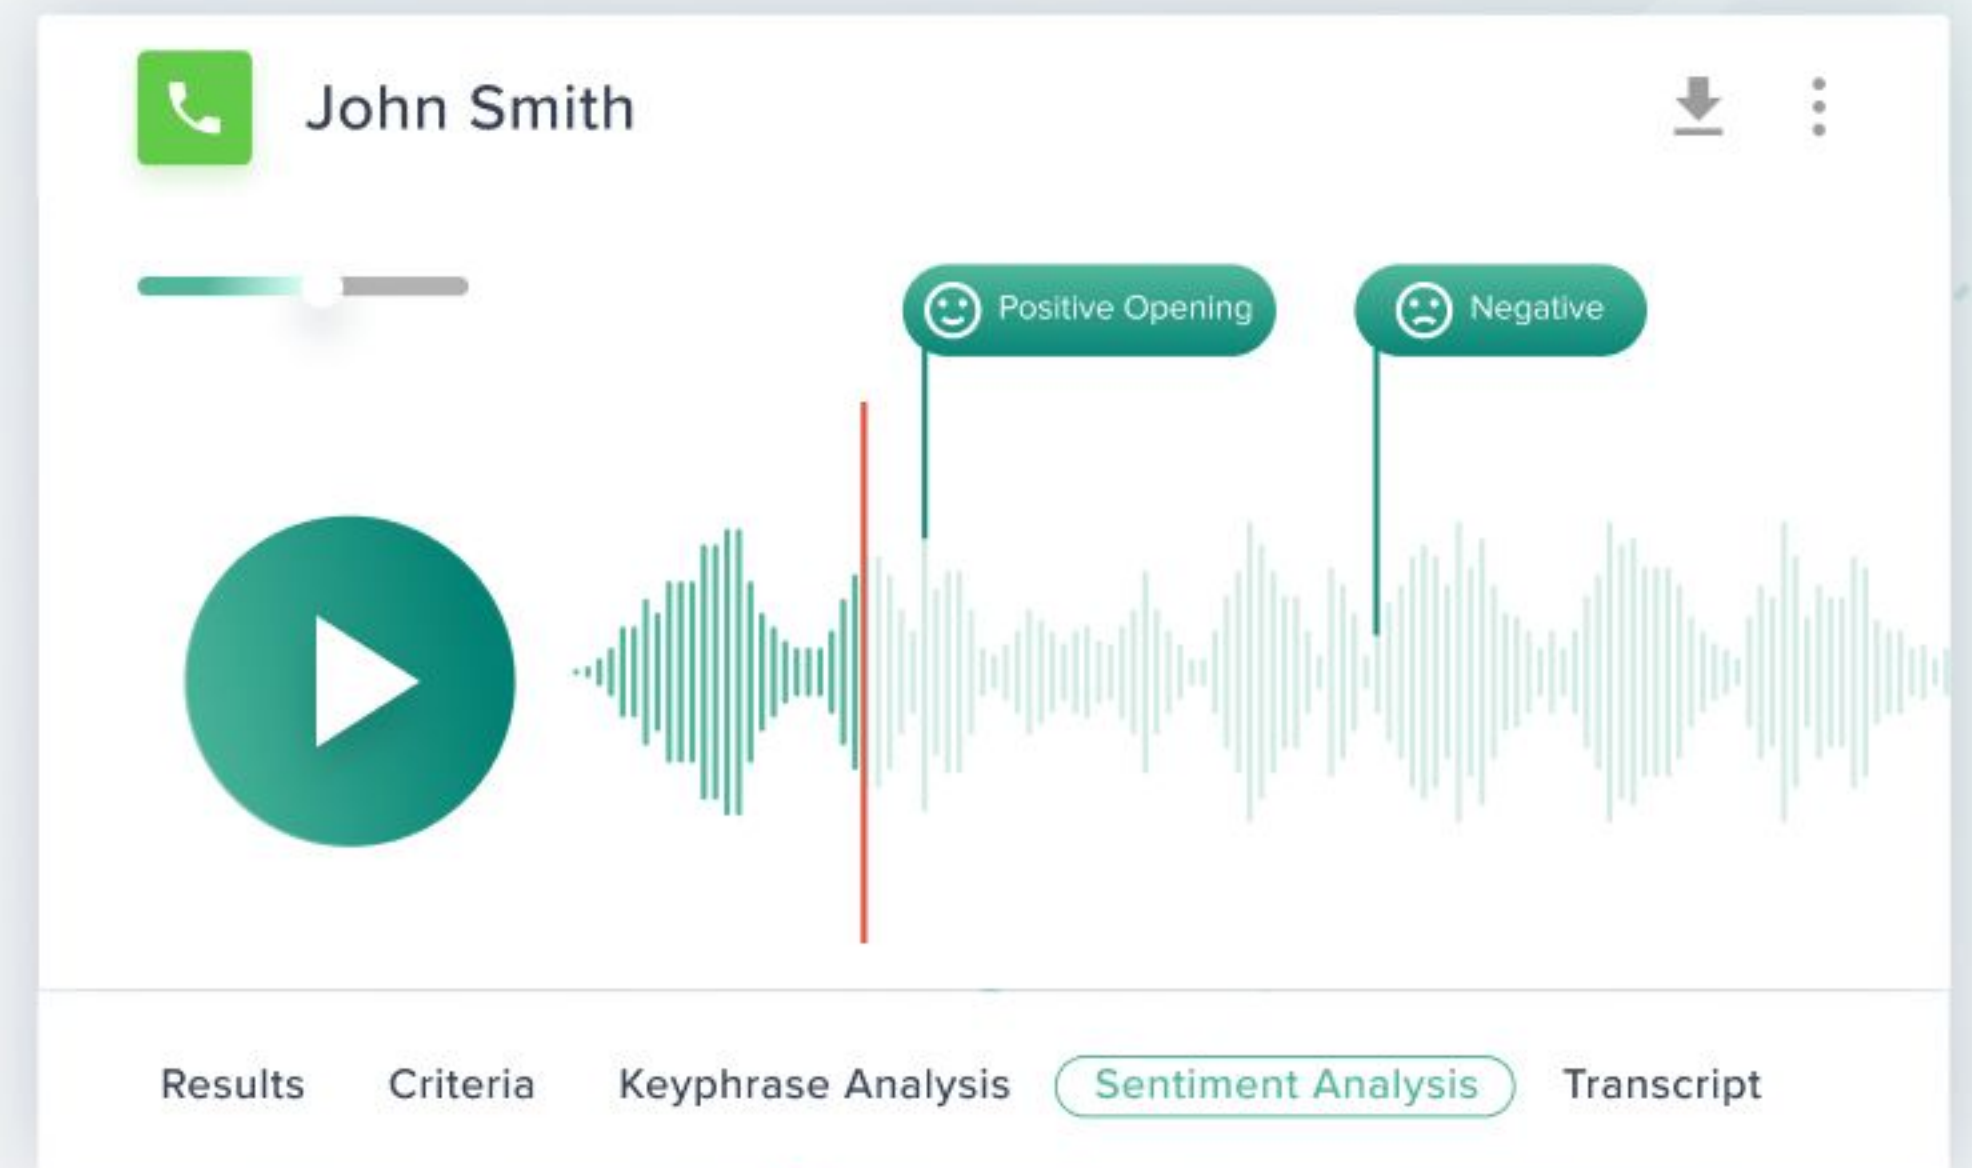 John Smith
Positive Opening
Negative
Results
Criteria
Keyphrase Analysis
Sentiment Analysis
Transcript